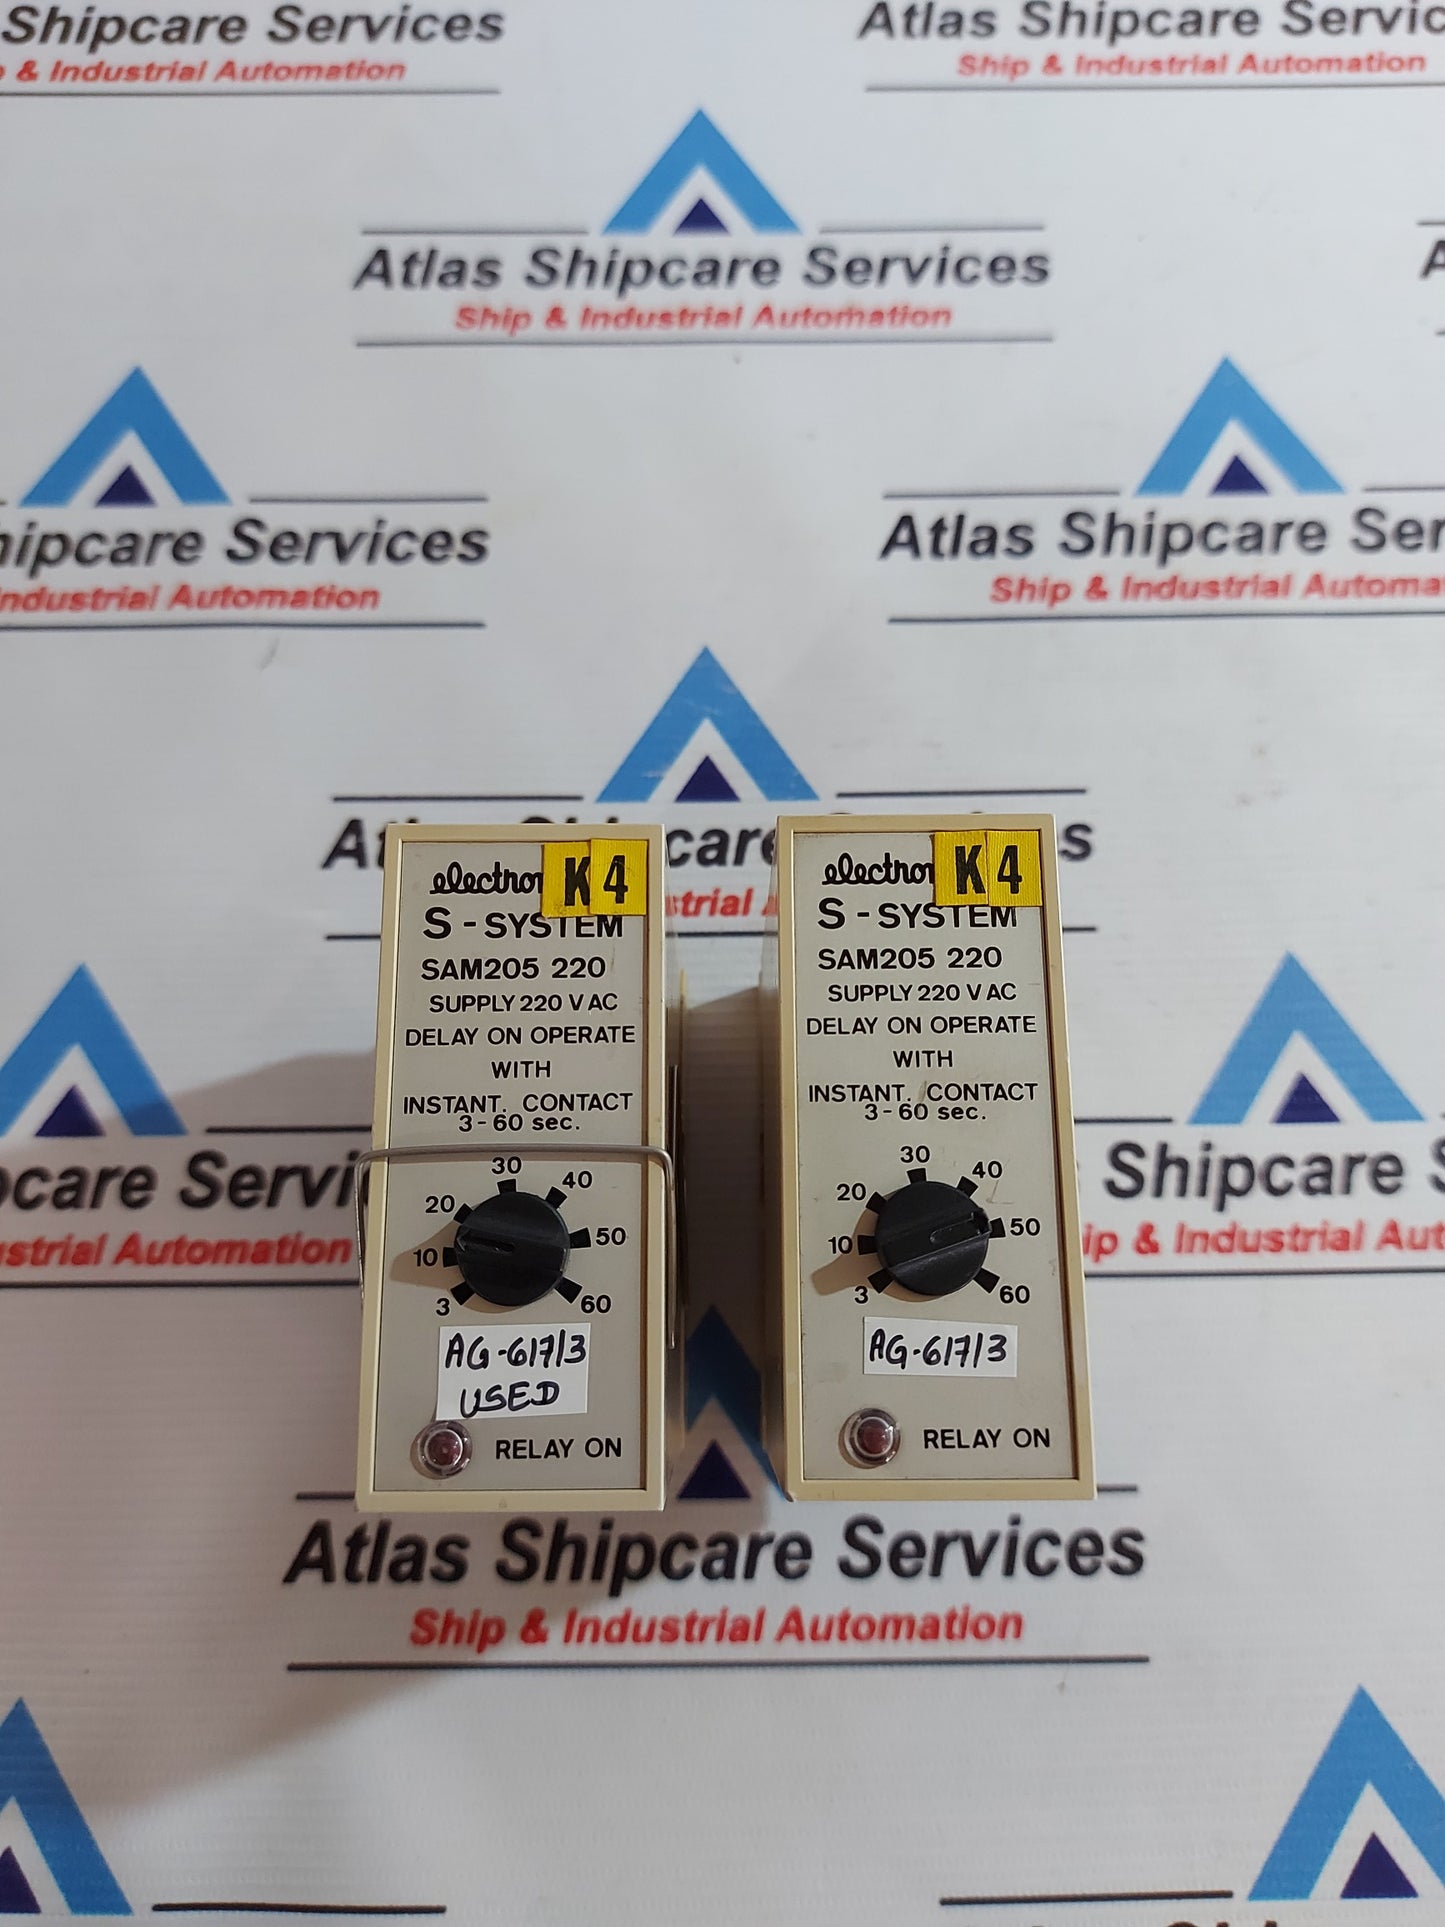 Shipcare Services
& Industrial Automation
Atlas Shipcare
Ship & Industrial Automation
Atlas Shipcare Services
Ship & Industrial Automation
Shipcare Services
Industrial Automation
Atlas Shipcare
Ship & Industrial
K4
S - SYSTEM
SAM205 220
SUPPLY 220 V AC
DELAY ON OPERATE
WITH
INSTANT. CONTACT
3-60 sec.
3 10 20 30 40 50 60
AG-617/3
USED
RELAY ON
K4
S - SYSTEM
SAM205 220
SUPPLY 220 V AC
DELAY ON OPERATE
WITH
INSTANT. CONTACT
3-60 sec.
3 10 20 30 40 50 60
AG-617/3
RELAY ON
Automation
Shipcare
& Industrial
Atlas Shipcare Services
Ship & Industrial Automation